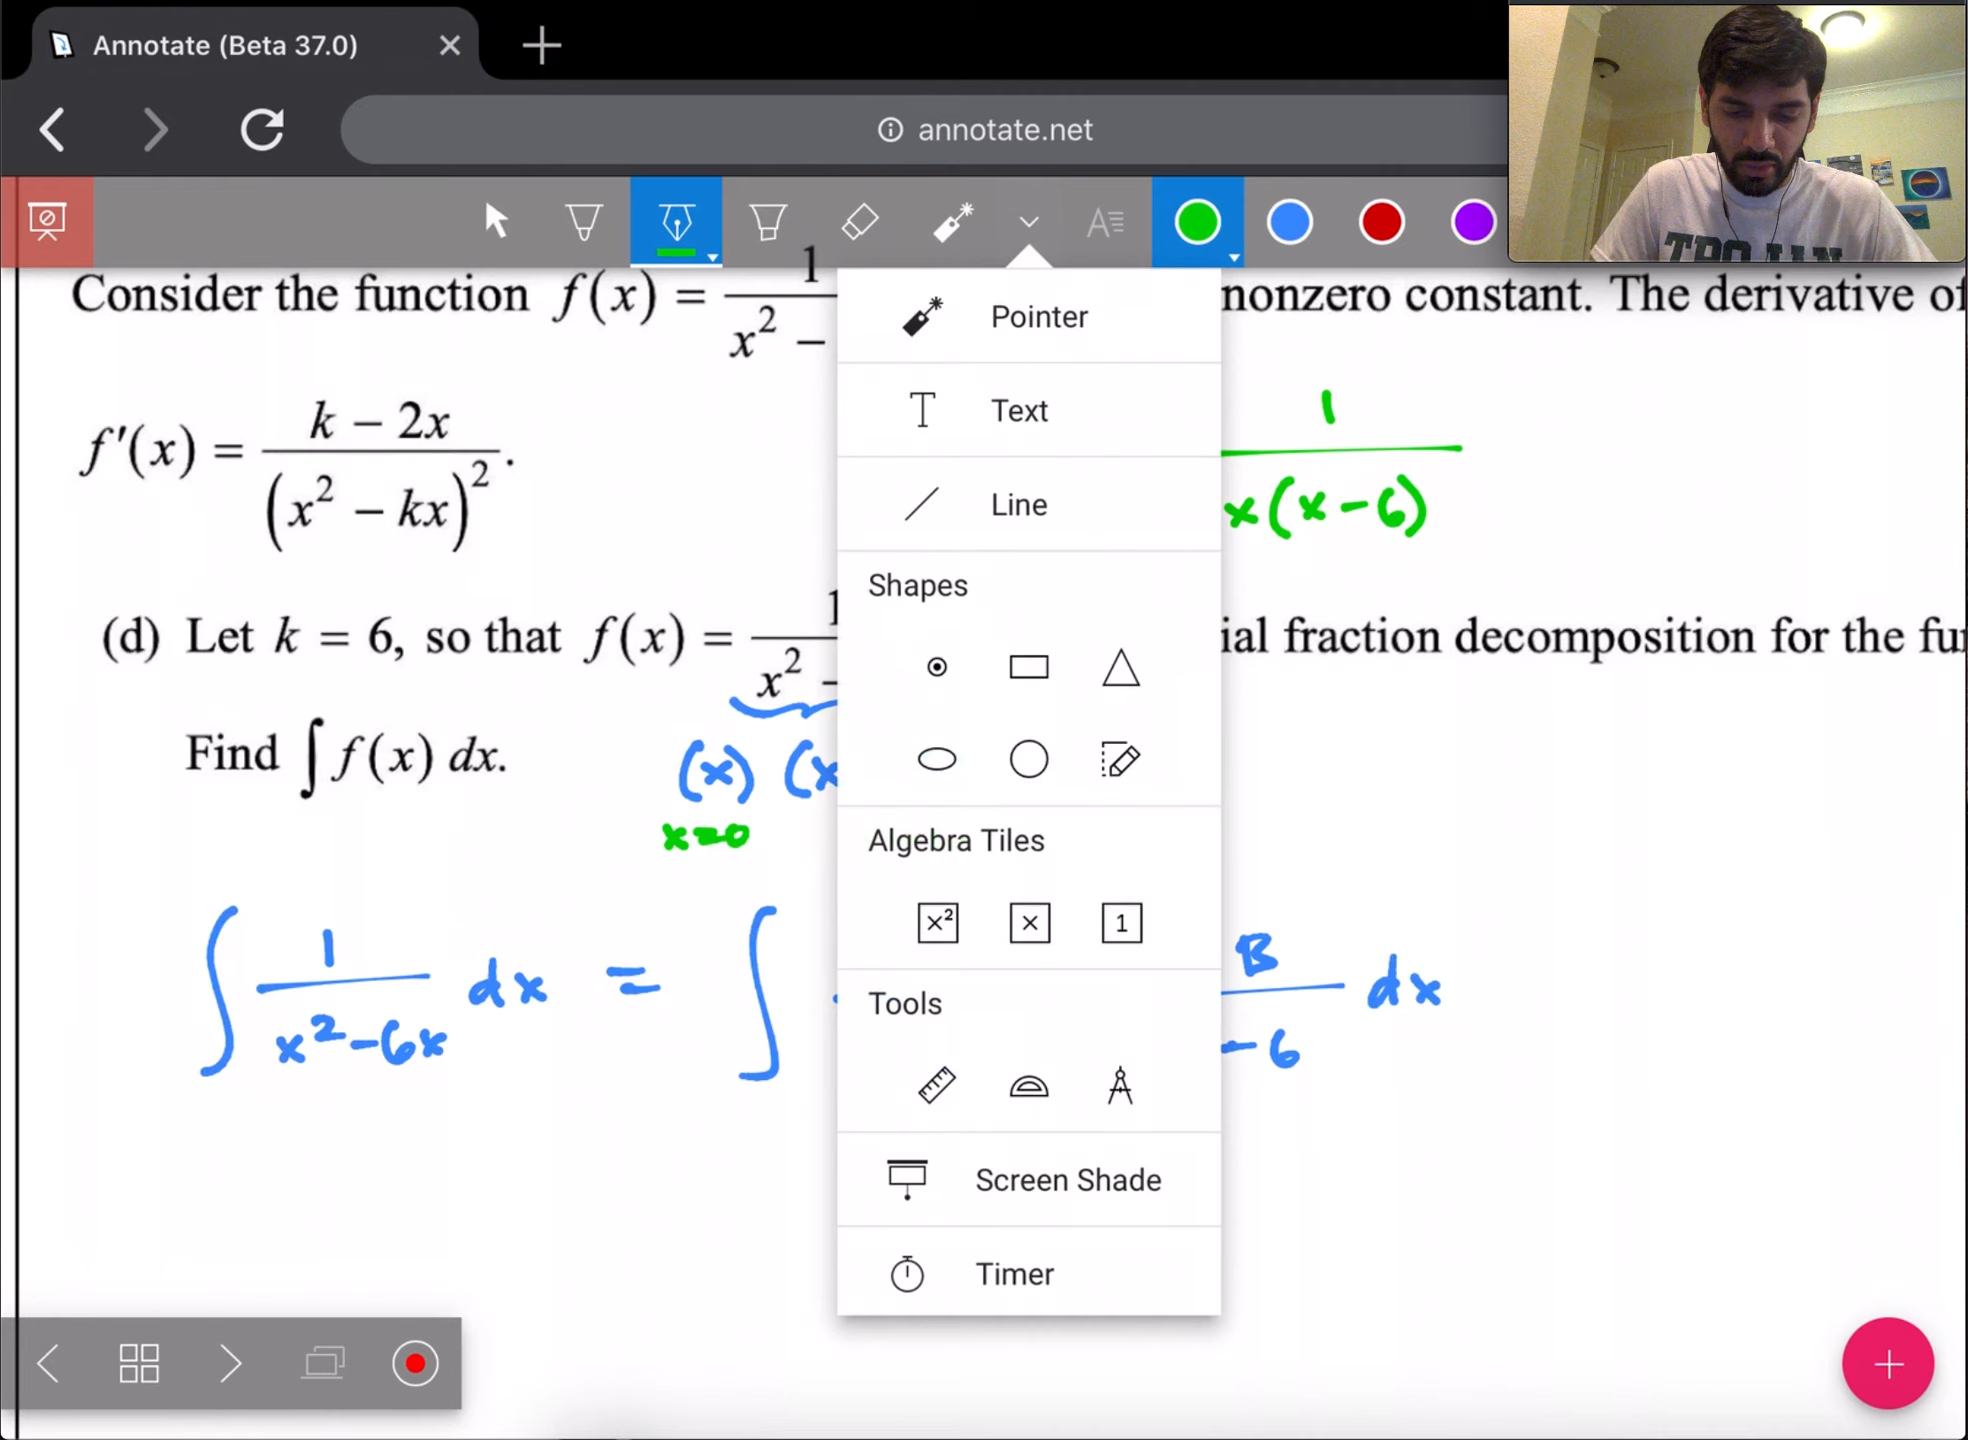 Annotate (Beta 37.0)
annotate.net
Consider the function f(x) = 1 / x² − nonzero constant. The derivative of
f′(x) = k − 2x / (x² − kx)².
1 / x(x−6)
(d) Let k = 6, so that f(x) = 1 / x² − ial fraction decomposition for the fu
Find ∫ f(x) dx.
(x) (x
x=0
∫ 1 / x²−6x dx = ∫ B / −6 dx
Pointer
Text
Line
Shapes
Algebra Tiles
x² x 1
Tools
Screen Shade
Timer